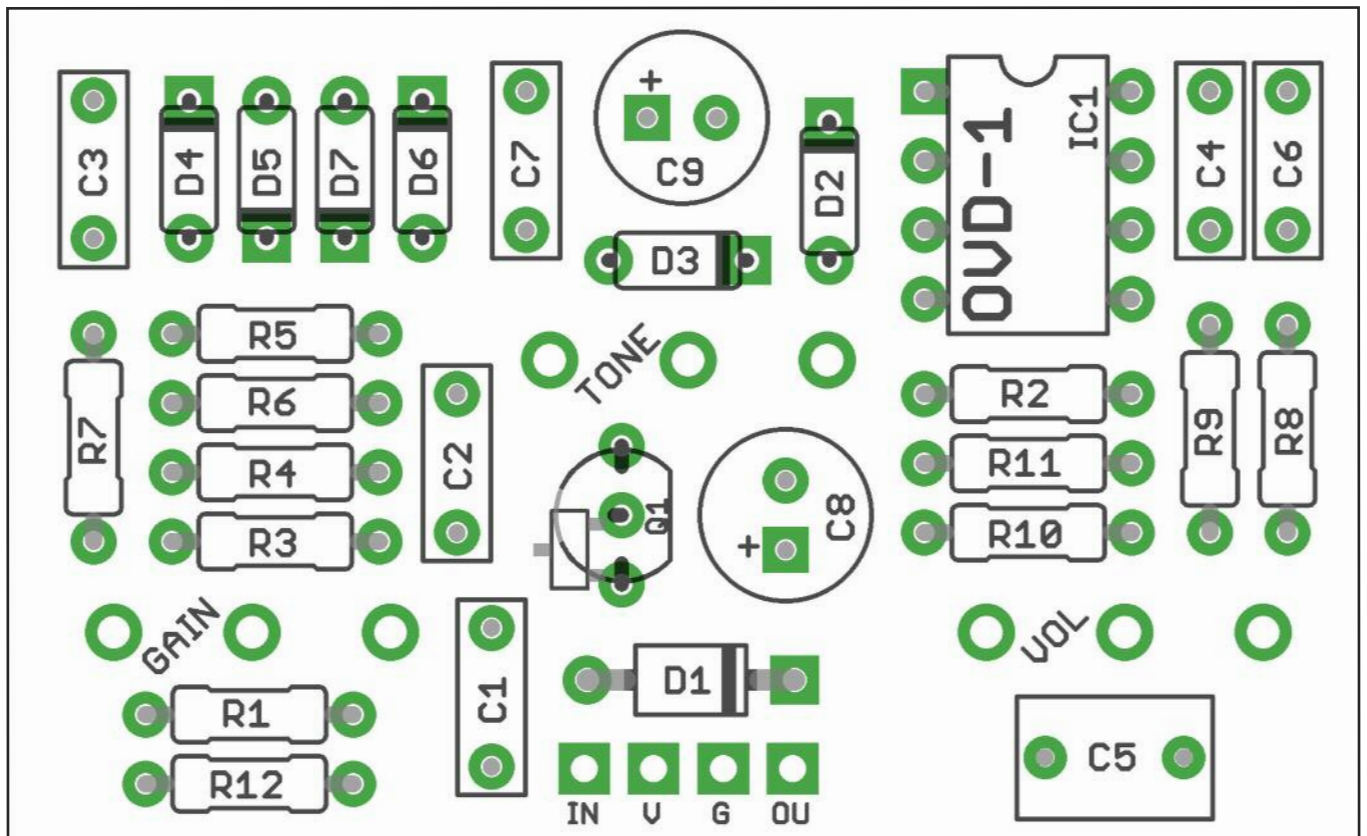 C3
D4
D5
D7
D6
C7
+
C9
D3
D2
OVD-1
IC1
C4
C6
R7
R5
R6
R4
R3
C2
TONE
Q1
+
C8
R2
R11
R10
R9
R8
GAIN
R1
R12
C1
D1
IN V G OU
VOL
C5